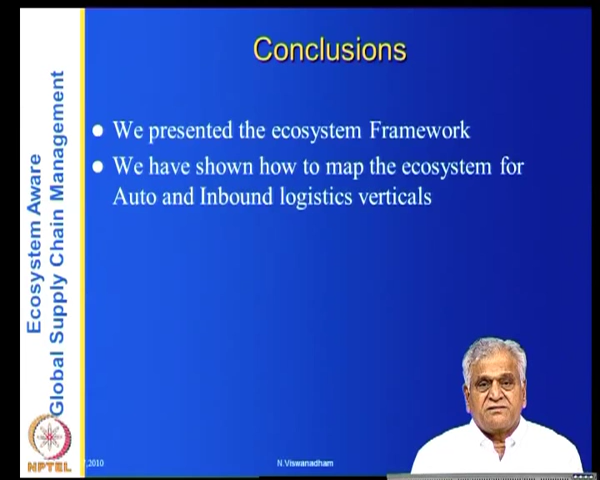 Conclusions
We presented the ecosystem Framework
We have shown how to map the ecosystem for
Auto and Inbound logistics verticals
Ecosystem Aware
Global Supply Chain Management
NPTEL
,2010
N.Viswanadham